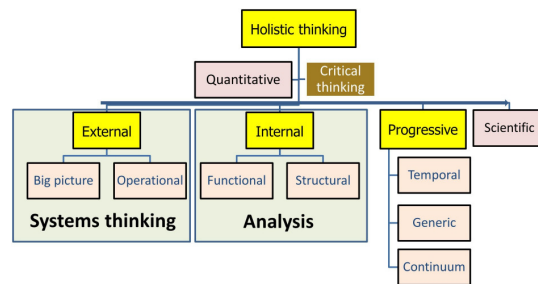 Holistic thinking
Quantitative
Critical
thinking
External
Internal
Progressive
Scientific
Big picture
Operational
Functional
Structural
Temporal
Systems thinking
Analysis
Generic
Continuum